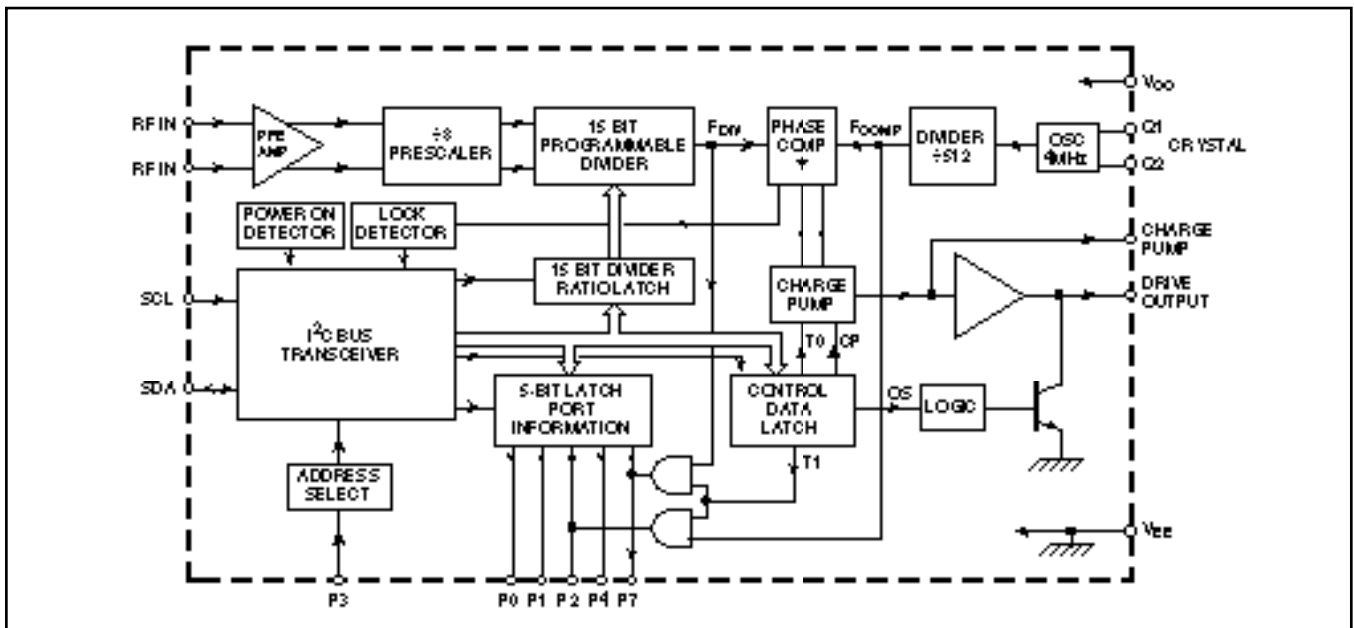 RF IN
RF IN
PRE
AMP
÷8
PRESCALER
15 BIT
PROGRAMMABLE
DIVIDER
FDIV
PHASE
COMP
FCOMP
DIVIDER
÷512
OSC
4MHz
VCC
Q1
Q2
CRYSTAL
POWER ON
DETECTOR
LOCK
DETECTOR
15 BIT DIVIDER
RATIO LATCH
CHARGE
PUMP
CHARGE
PUMP
DRIVE
OUTPUT
SCL
SDA
I2C BUS
TRANSCEIVER
T0
CP
5-BIT LATCH
PORT
INFORMATION
CONTROL
DATA
LATCH
OS
LOGIC
T1
ADDRESS
SELECT
VEE
P3
P0
P1
P2
P4
P7